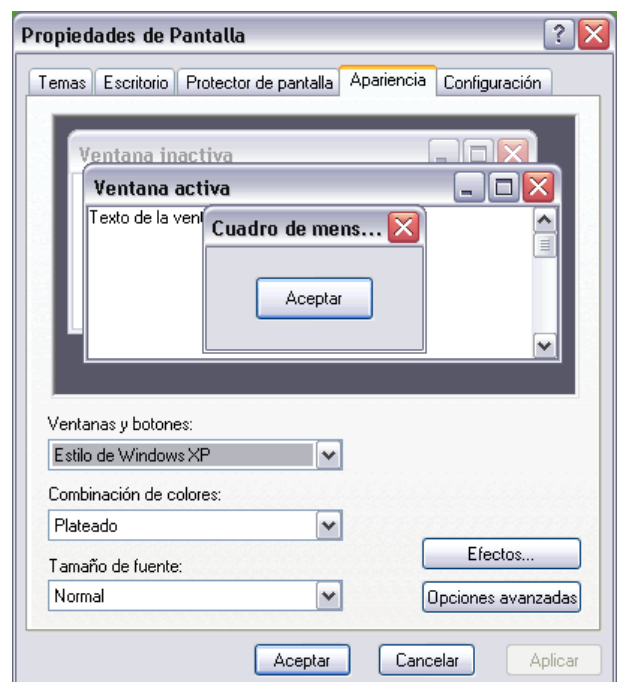 Propiedades de Pantalla
Temas Escritorio Protector de pantalla Apariencia Configuración
Ventana inactiva
Ventana activa
Texto de la vent
Cuadro de mens...
Aceptar
Ventanas y botones:
Estilo de Windows XP
Combinación de colores:
Plateado
Efectos...
Tamaño de fuente:
Normal
Opciones avanzadas
Aceptar Cancelar Aplicar